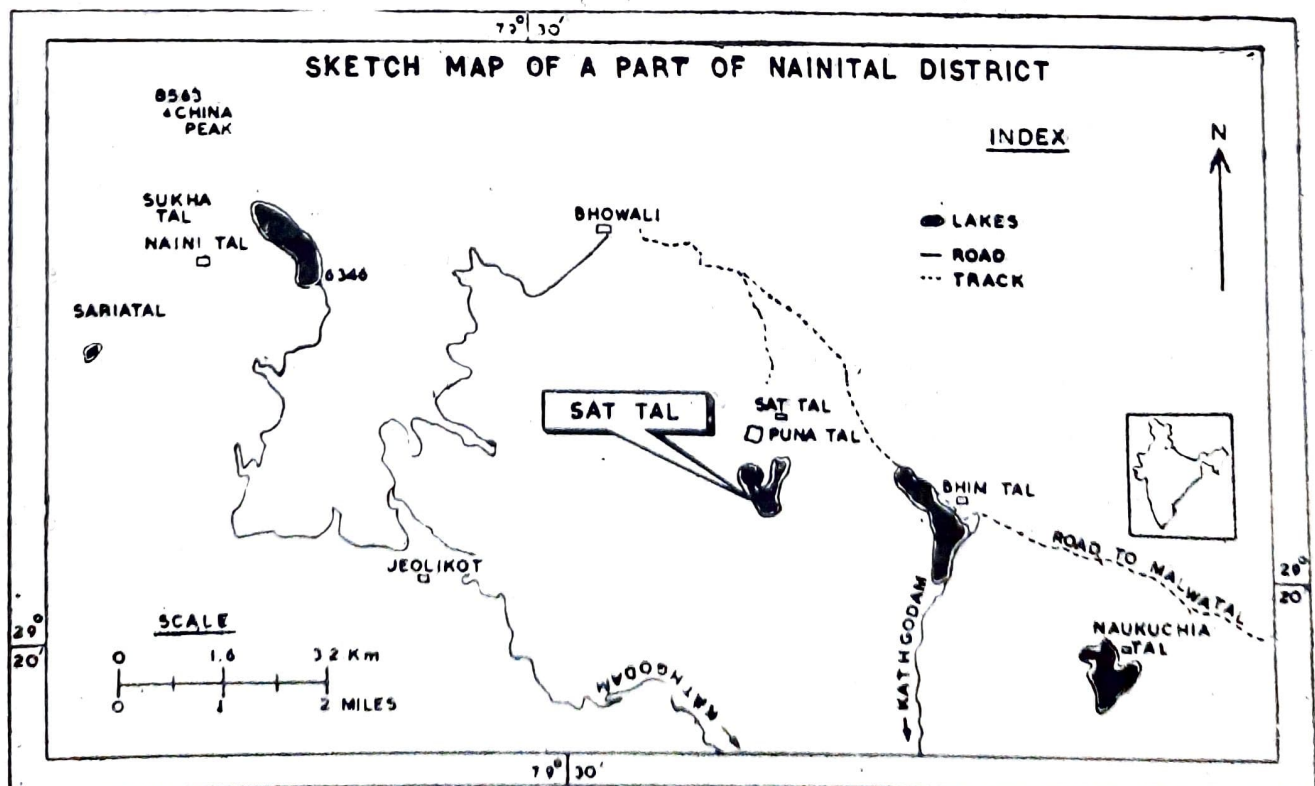 79° 30'
SKETCH MAP OF A PART OF NAINITAL DISTRICT
8563
CHINA
PEAK
INDEX
N
SUKHA
TAL
NAINI TAL
6346
BHOWALI
LAKES
ROAD
TRACK
SARIATAL
SAT TAL
SAT TAL
PUNA TAL
BHIM TAL
ROAD TO MALWATAL
JEOLIKOT
29°
20'
29°
20'
SCALE
0 1.6 3.2 Km
0 1 2 MILES
KATHGODAM
KATHGODAM
NAUKUCHIA
TAL
79° 30'